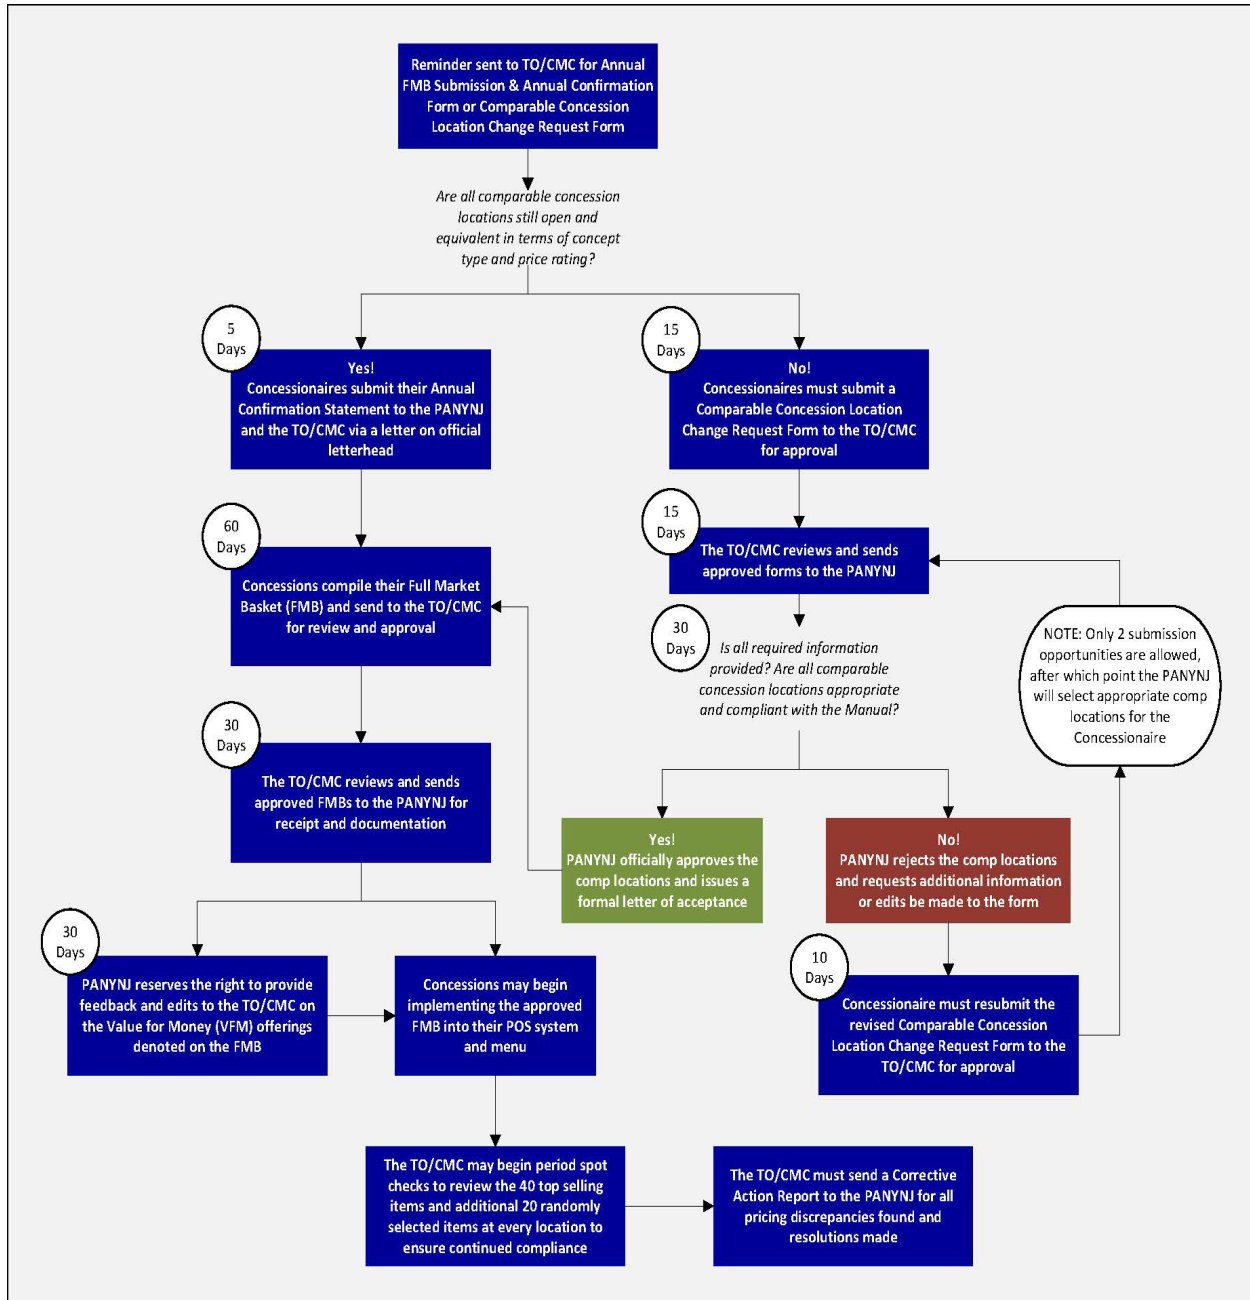 Reminder sent to TO/CMC for Annual
FMB Submission & Annual Confirmation
Form or Comparable Concession
Location Change Request Form
Are all comparable concession
locations still open and
equivalent in terms of concept
type and price rating?
5
Days
Yes!
Concessionaires submit their Annual
Confirmation Statement to the PANYNJ
and the TO/CMC via a letter on official
letterhead
15
Days
No!
Concessionaires must submit a
Comparable Concession Location
Change Request Form to the TO/CMC
for approval
60
Days
Concessions compile their Full Market
Basket (FMB) and send to the TO/CMC
for review and approval
15
Days
The TO/CMC reviews and sends
approved forms to the PANYNJ
30
Days
Is all required information
provided? Are all comparable
concession locations appropriate
and compliant with the Manual?
NOTE: Only 2 submission
opportunities are allowed,
after which point the PANYNJ
will select appropriate comp
locations for the
Concessionaire
30
Days
The TO/CMC reviews and sends
approved FMBs to the PANYNJ for
receipt and documentation
Yes!
PANYNJ officially approves the
comp locations and issues a
formal letter of acceptance
No!
PANYNJ rejects the comp locations
and requests additional information
or edits be made to the form
30
Days
PANYNJ reserves the right to provide
feedback and edits to the TO/CMC on
the Value for Money (VFM) offerings
denoted on the FMB
Concessions may begin
implementing the approved
FMB into their POS system
and menu
10
Days
Concessionaire must resubmit the
revised Comparable Concession
Location Change Request Form to the
TO/CMC for approval
The TO/CMC may begin period spot
checks to review the 40 top selling
items and additional 20 randomly
selected items at every location to
ensure continued compliance
The TO/CMC must send a Corrective
Action Report to the PANYNJ for all
pricing discrepancies found and
resolutions made